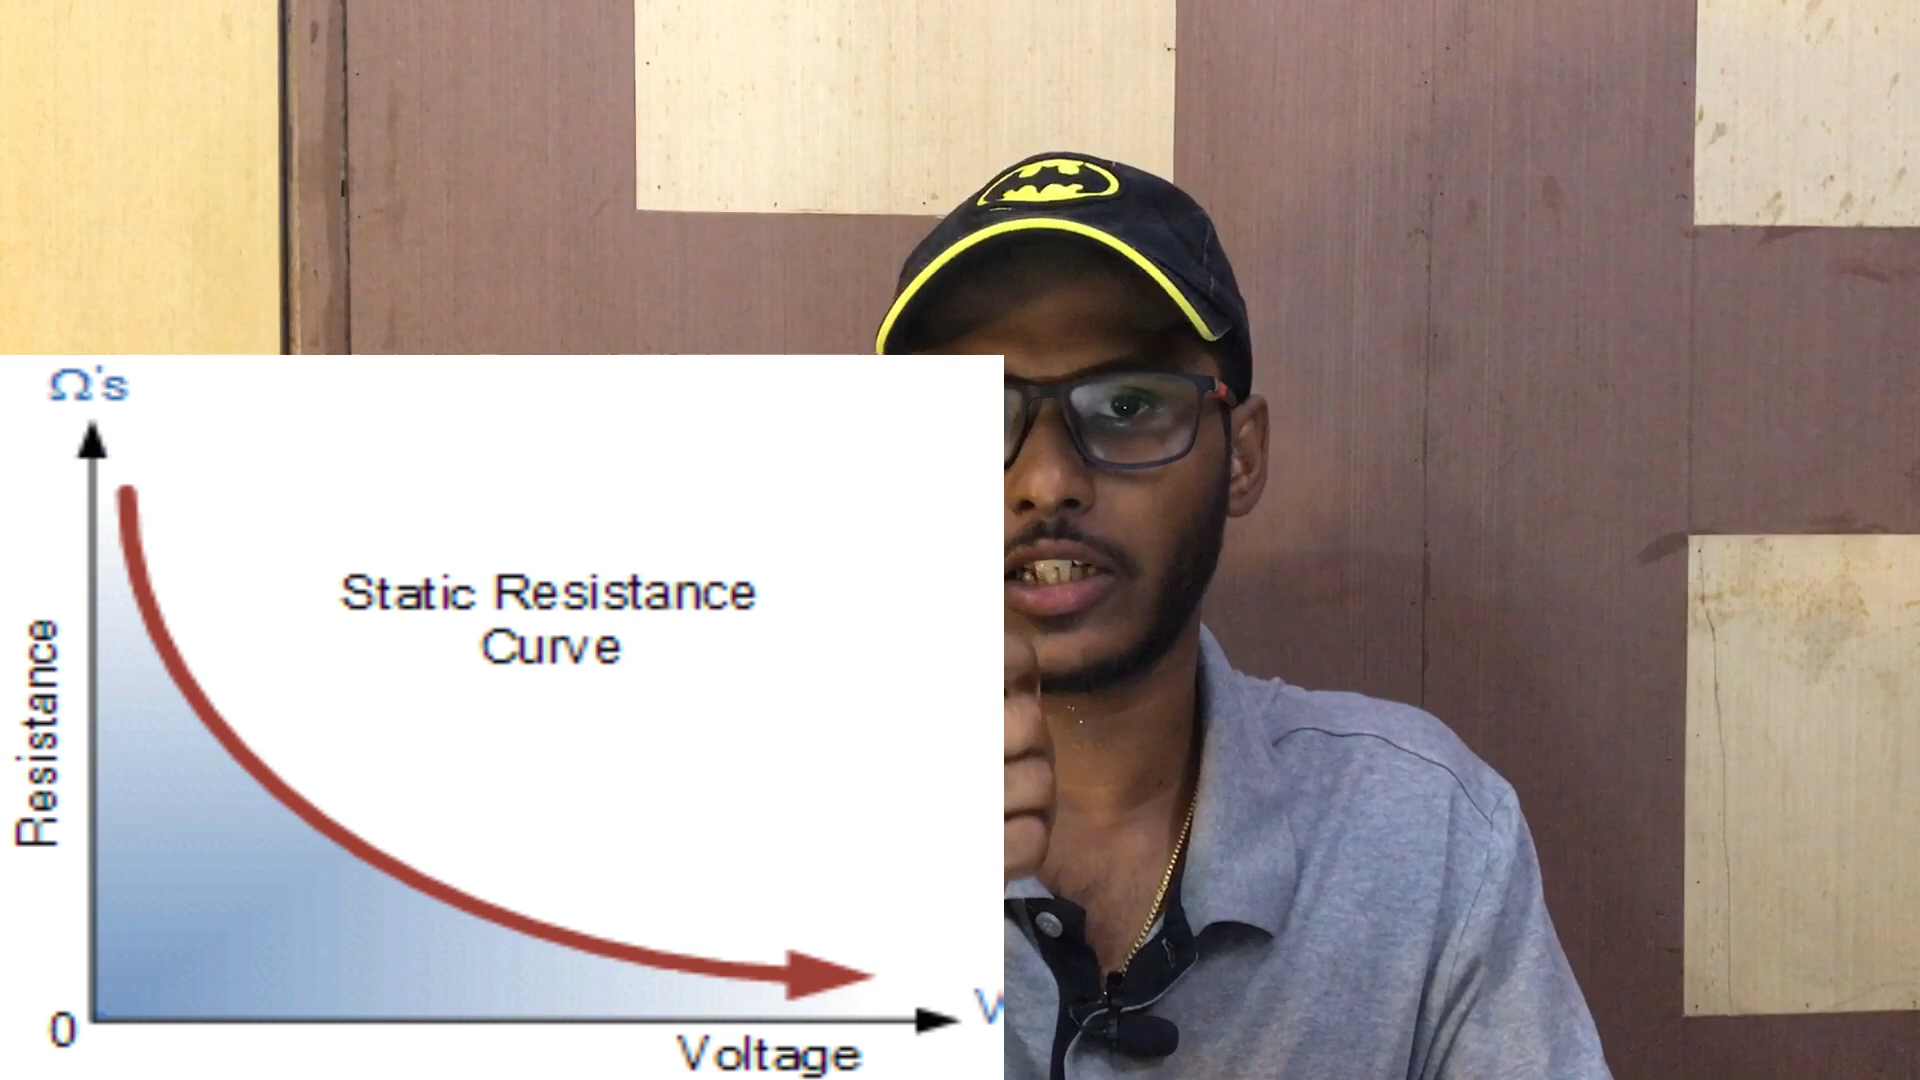 Ω's
Static Resistance
Curve
Resistance
0
Voltage
V